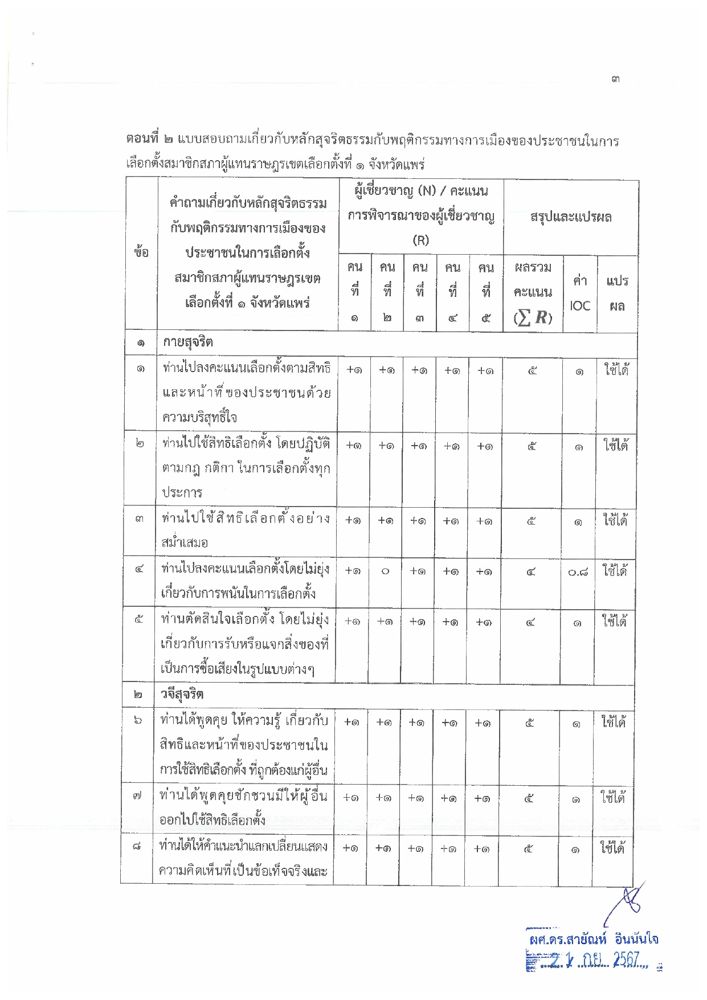 ๓
ตอนที่ ๒ แบบสอบถามเกี่ยวกับหลักสุจริตธรรมกับพฤติกรรมทางการเมืองของประชาชนในการ
เลือกตั้งสมาชิกสภาผู้แทนราษฎรเขตเลือกตั้งที่ ๑ จังหวัดแพร่
ข้อ
คำถามเกี่ยวกับหลักสุจริตธรรม
กับพฤติกรรมทางการเมืองของ
ประชาชนในการเลือกตั้ง
สมาชิกสภาผู้แทนราษฎรเขต
เลือกตั้งที่ ๑ จังหวัดแพร่
ผู้เชี่ยวชาญ (N) / คะแนน
การพิจารณาของผู้เชี่ยวชาญ
(R)
สรุปและแปรผล
คน คน คน คน คน ผลรวม ค่า แปร
ที่ ที่ ที่ ที่ ที่ คะแนน IOC ผล
๑ ๒ ๓ ๔ ๕ (∑ R)
๑ กายสุจริต
๑ ท่านไปลงคะแนนเลือกตั้งตามสิทธิ +๑ +๑ +๑ +๑ +๑ ๕ ๑ ใช้ได้
และหน้าที่ของประชาชนด้วย
ความบริสุทธิ์ใจ
๒ ท่านไปใช้สิทธิเลือกตั้ง โดยปฏิบัติ +๑ +๑ +๑ +๑ +๑ ๕ ๑ ใช้ได้
ตามกฎ กติกา ในการเลือกตั้งทุก
ประการ
๓ ท่านไปใช้สิทธิเลือกตั้งอย่าง +๑ +๑ +๑ +๑ +๑ ๕ ๑ ใช้ได้
สม่ำเสมอ
๔ ท่านไปลงคะแนนเลือกตั้งโดยไม่ยุ่ง +๑ ๐ +๑ +๑ +๑ ๔ ๐.๘ ใช้ได้
เกี่ยวกับการพนันในการเลือกตั้ง
๕ ท่านตัดสินใจเลือกตั้ง โดยไม่ยุ่ง +๑ +๑ +๑ +๑ +๑ ๔ ๑ ใช้ได้
เกี่ยวกับการรับหรือแจกสิ่งของที่
เป็นการซื้อเสียงในรูปแบบต่างๆ
๒ วจีสุจริต
๖ ท่านได้พูดคุย ให้ความรู้ เกี่ยวกับ +๑ +๑ +๑ +๑ +๑ ๕ ๑ ใช้ได้
สิทธิและหน้าที่ของประชาชนใน
การใช้สิทธิเลือกตั้ง ที่ถูกต้องแก่ผู้อื่น
๗ ท่านได้พูดคุยชักชวนมีให้ผู้อื่น +๑ +๑ +๑ +๑ +๑ ๕ ๑ ใช้ได้
ออกไปใช้สิทธิเลือกตั้ง
๘ ท่านได้ให้คำแนะนำแลกเปลี่ยนแสดง +๑ +๑ +๑ +๑ +๑ ๕ ๑ ใช้ได้
ความคิดเห็นที่เป็นข้อเท็จจริงและ
ผศ.ดร.สายัณท์ อินนันใจ
21 ก.ย. 2567